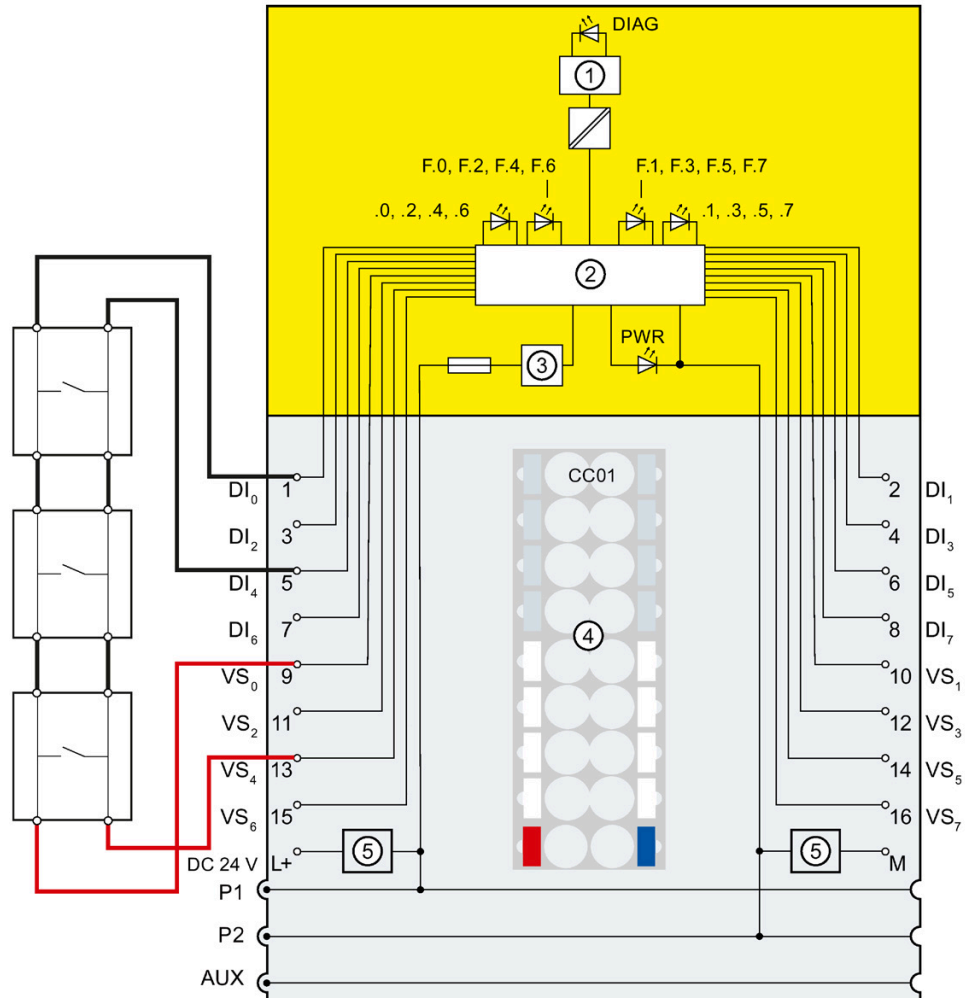 DIAG
①
F.0, F.2, F.4, F.6
F.1, F.3, F.5, F.7
.0, .2, .4, .6
.1, .3, .5, .7
②
PWR
③
CC01
DI₀ 1
2 DI₁
DI₂ 3
4 DI₃
DI₄ 5
6 DI₅
DI₆ 7
8 DI₇
④
VS₀ 9
10 VS₁
VS₂ 11
12 VS₃
VS₄ 13
14 VS₅
VS₆ 15
16 VS₇
DC 24 V L+
⑤
⑤
M
P1
P2
AUX